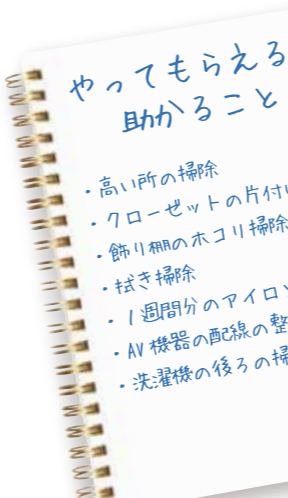 やってもらえる
助かること
・高い所の掃除
・クローゼットの片付
・飾り棚のホコリ掃除
・拭き掃除
・1週間分のアイロン
・AV機器の配線の整
・洗濯機の後ろの掃